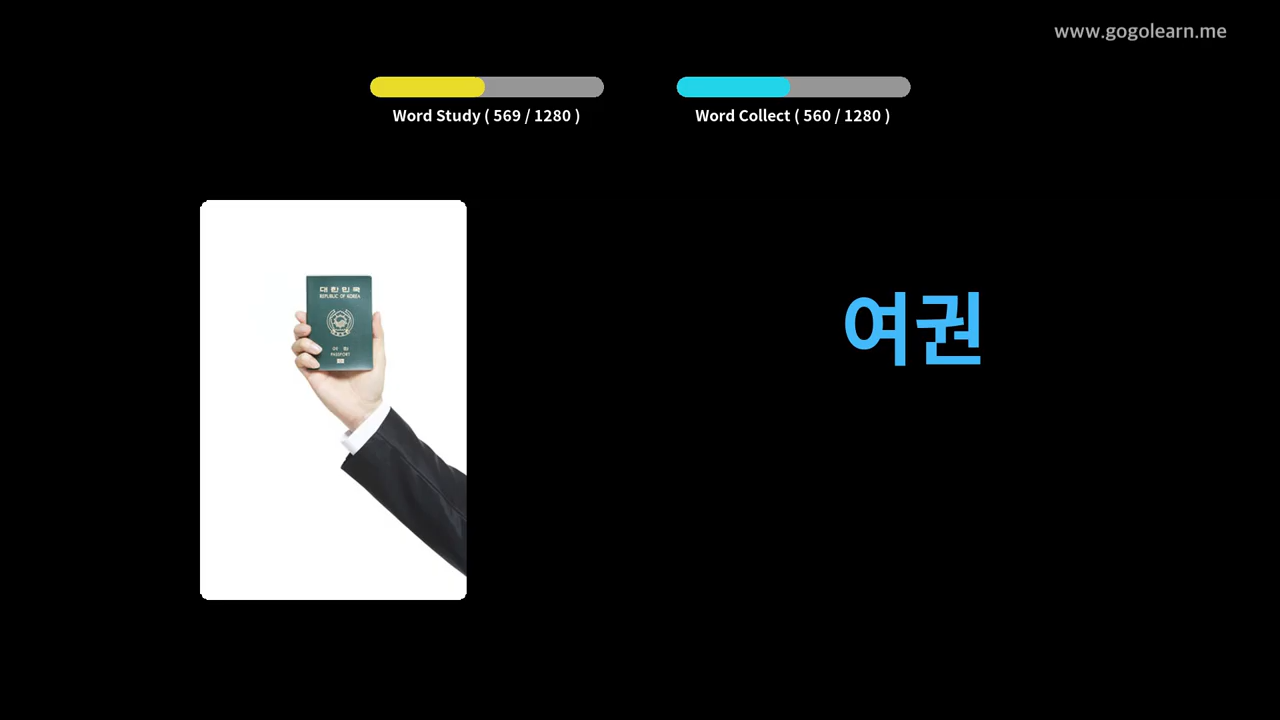 www.gogolearn.me
Word Study ( 569 / 1280 )
Word Collect ( 560 / 1280 )
대한민국
REPUBLIC OF KOREA
여권
PASSPORT
여권